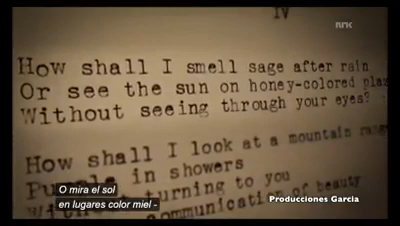 IV
NRK
How shall I smell sage after rain
Or see the sun on honey-colored
Without seeing through your eyes?
How shall I look at a mountain
Purple in showers
Without turning to you
communication of beauty
O mira el sol
en lugares color miel -
Producciones Garcia